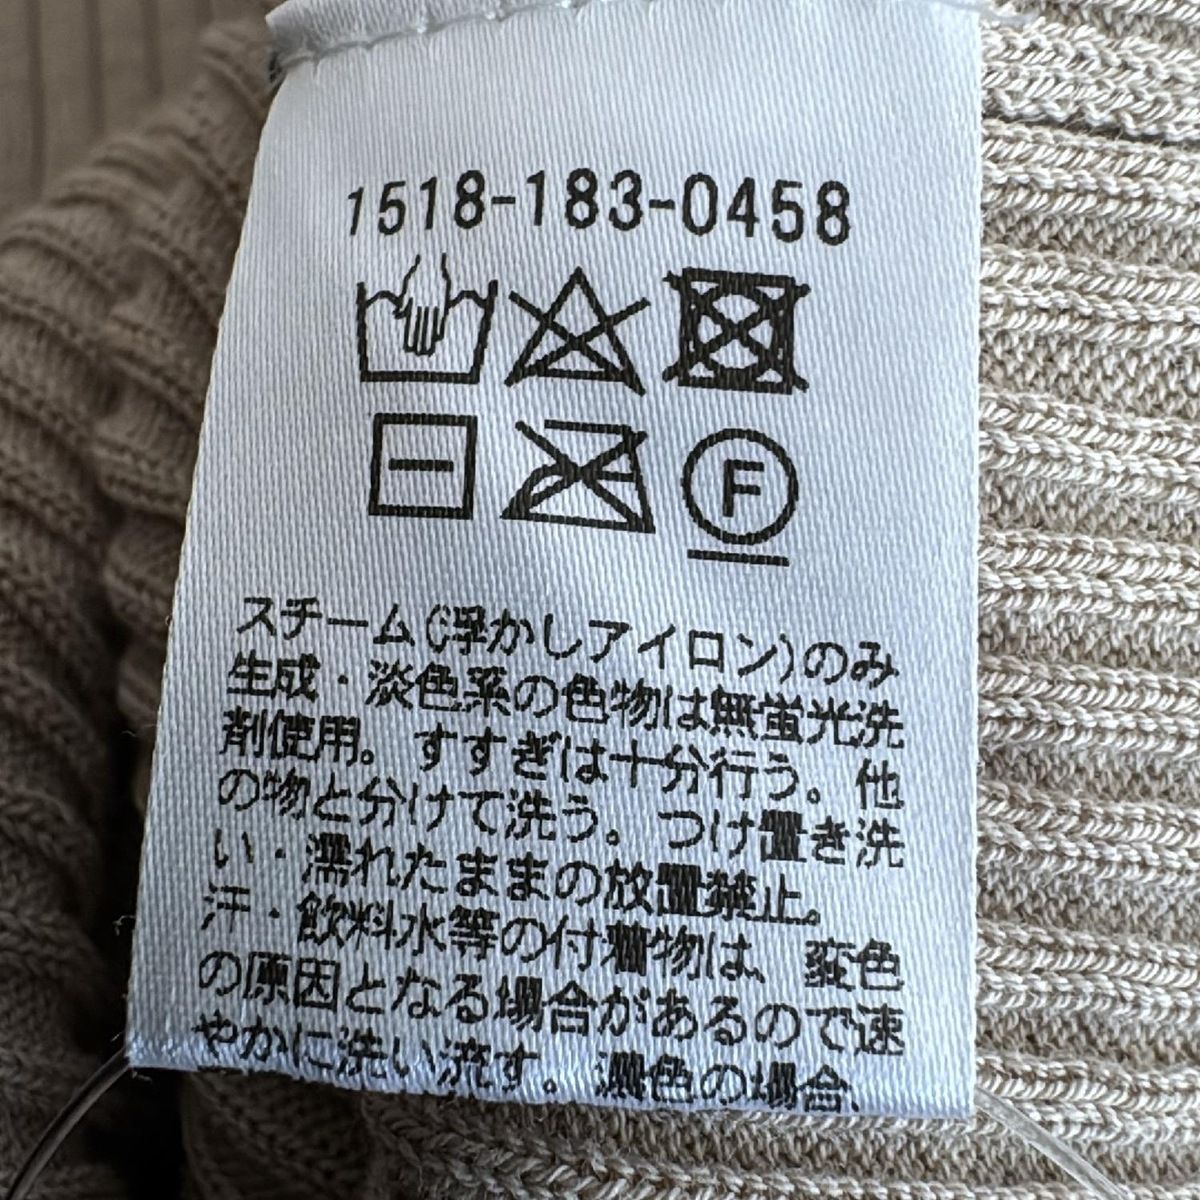 1518-183-0458
F
スチーム(浮かしアイロン)のみ
生成・淡色系の色物は無蛍光洗
剤使用。すすぎは十分行う。他
の物と分けて洗う。つけ置き洗
い・濡れたままの放置禁止。
汗・飲料水等の付着物は、変色
の原因となる場合があるので速
やかに洗い流す。濃色の場合、